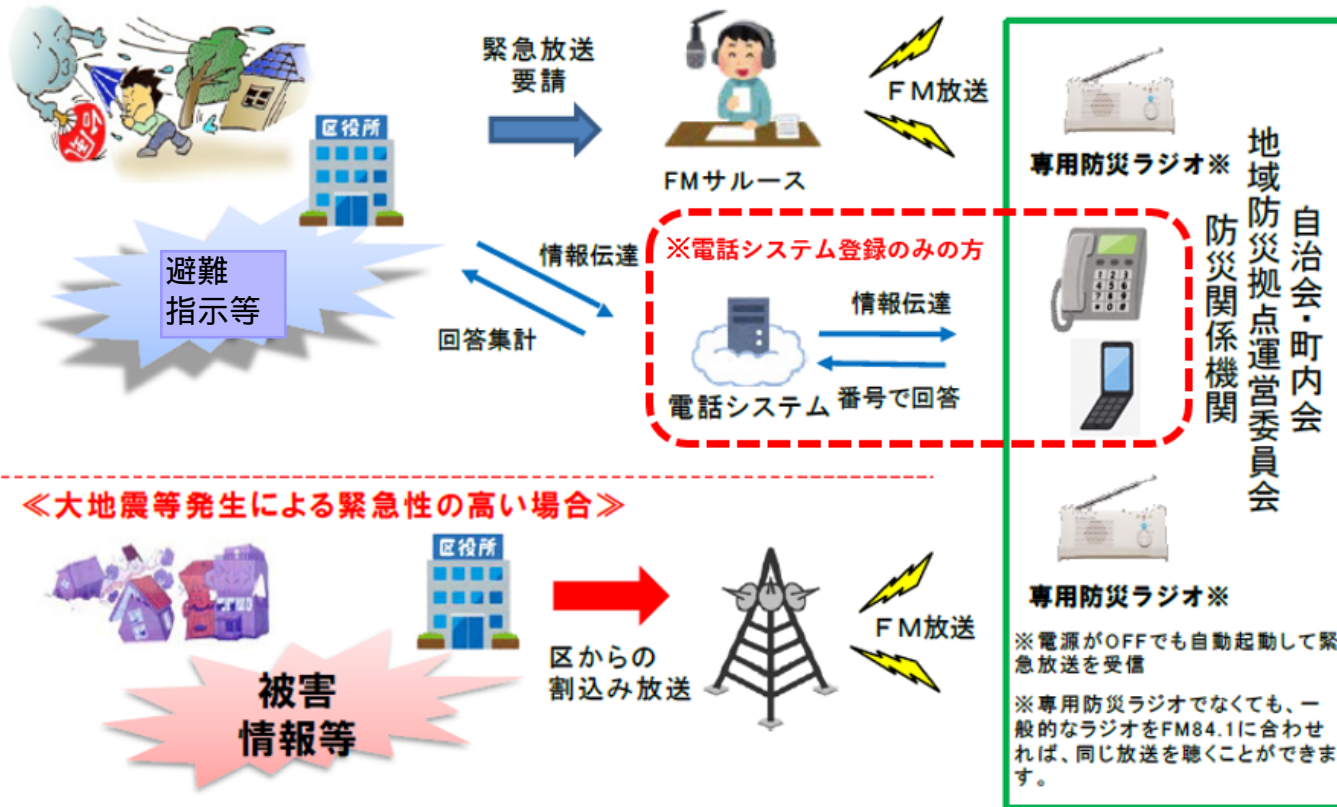 緊急放送
要請
区役所
台風
FMサルース
FM放送
専用防災ラジオ※
避難
指示等
情報伝達
回答集計
※電話システム登録のみの方
電話システム
情報伝達
番号で回答
自治会・町内会
地域防災拠点運営委員会
防災関係機関
≪大地震等発生による緊急性の高い場合≫
区役所
被害
情報等
区からの
割込み放送
FM放送
専用防災ラジオ※
※電源がOFFでも自動起動して緊
急放送を受信
※専用防災ラジオでなくても、一
般的なラジオをFM84.1に合わせ
れば、同じ放送を聴くことができま
す。